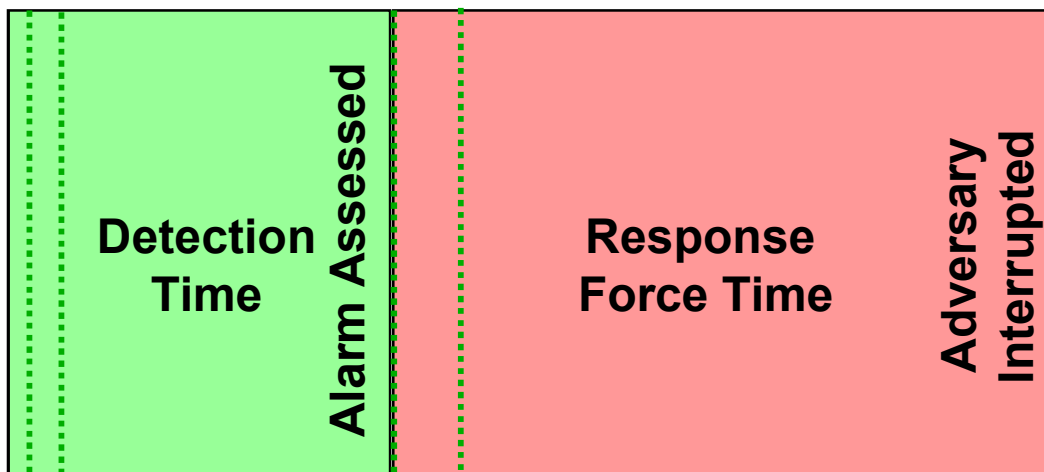 Detection
Time
Alarm Assessed
Response
Force Time
Adversary
Interrupted